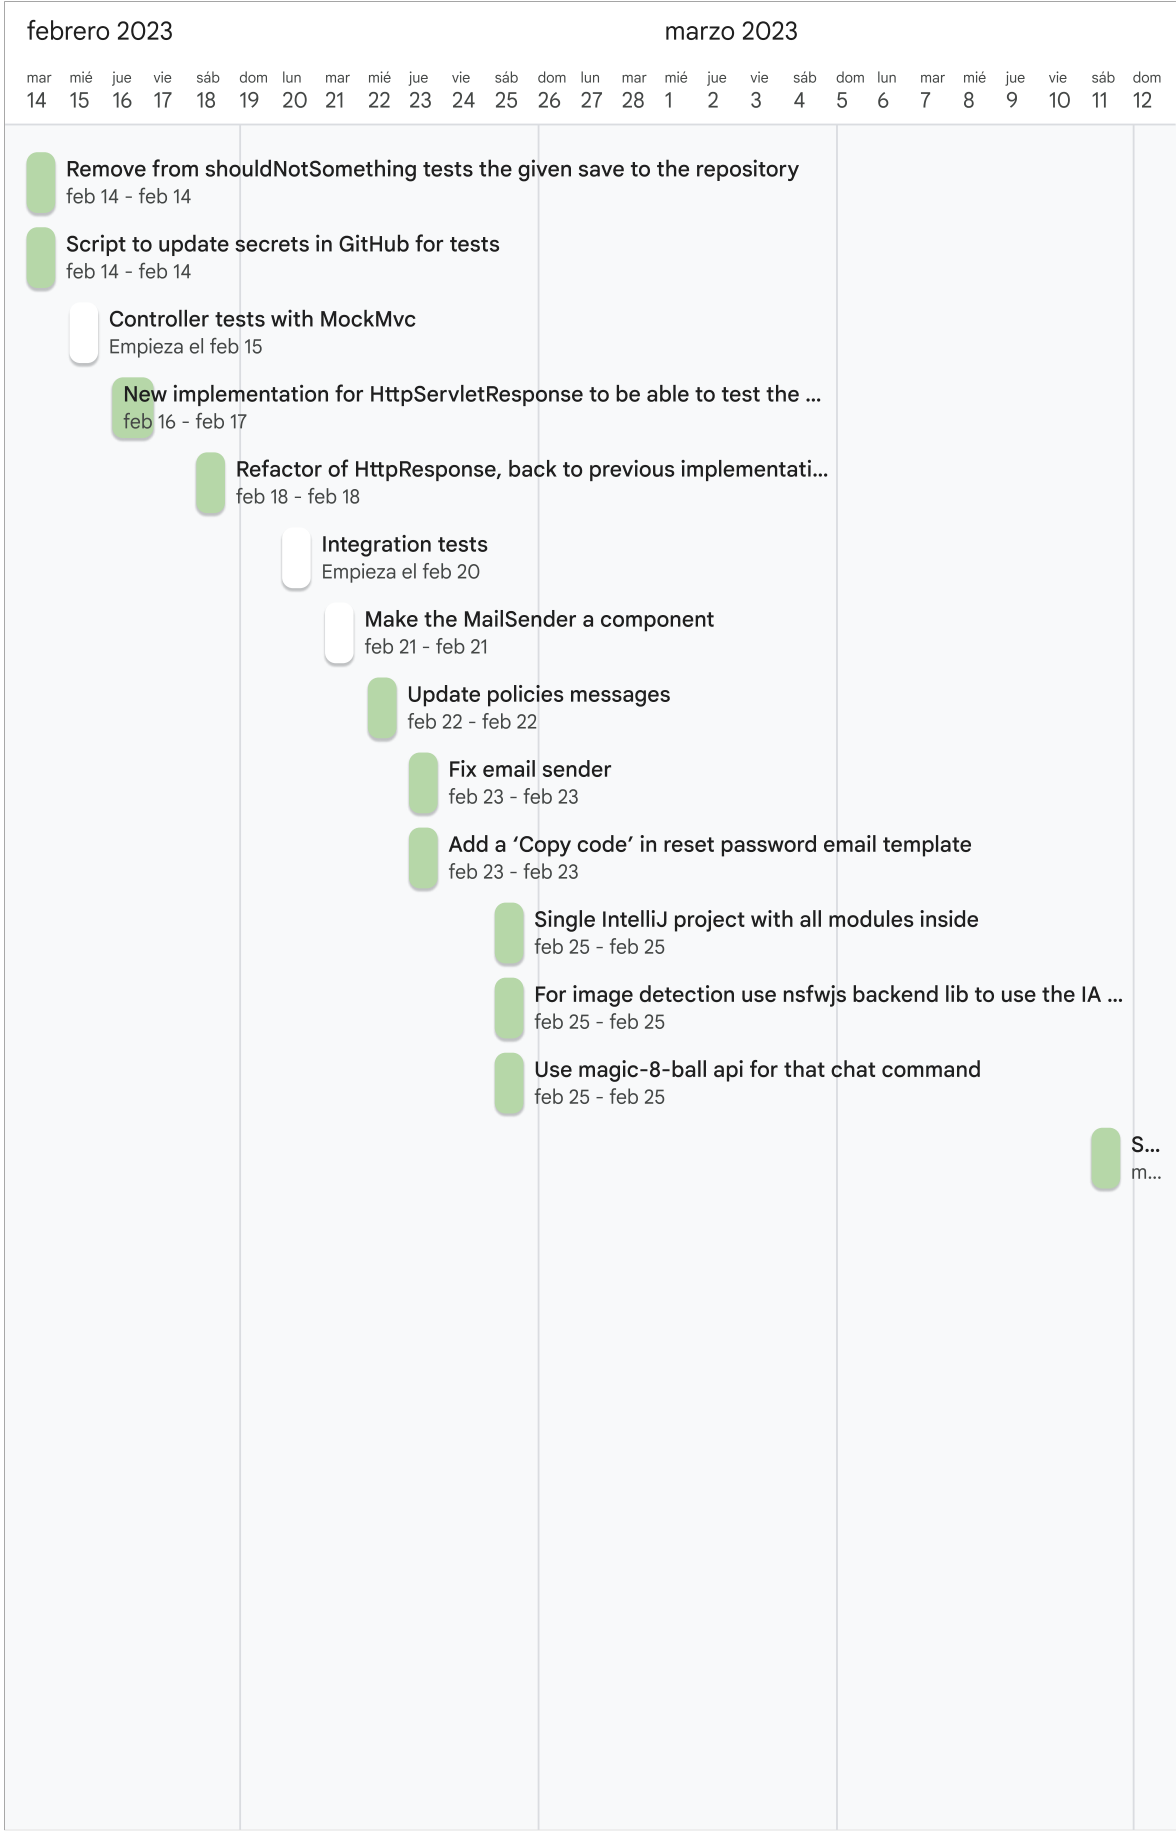 febrero 2023 marzo 2023
mar mié jue vie sáb dom lun mar mié jue vie sáb dom lun mar mié jue vie sáb dom lun mar mié jue vie sáb dom
14 15 16 17 18 19 20 21 22 23 24 25 26 27 28 1 2 3 4 5 6 7 8 9 10 11 12
Remove from shouldNotSomething tests the given save to the repository
feb 14 - feb 14
Script to update secrets in GitHub for tests
feb 14 - feb 14
Controller tests with MockMvc
Empieza el feb 15
New implementation for HttpServletResponse to be able to test the ...
feb 16 - feb 17
Refactor of HttpResponse, back to previous implementati...
feb 18 - feb 18
Integration tests
Empieza el feb 20
Make the MailSender a component
feb 21 - feb 21
Update policies messages
feb 22 - feb 22
Fix email sender
feb 23 - feb 23
Add a ‘Copy code’ in reset password email template
feb 23 - feb 23
Single IntelliJ project with all modules inside
feb 25 - feb 25
For image detection use nsfwjs backend lib to use the IA ...
feb 25 - feb 25
Use magic-8-ball api for that chat command
feb 25 - feb 25
S...
m...